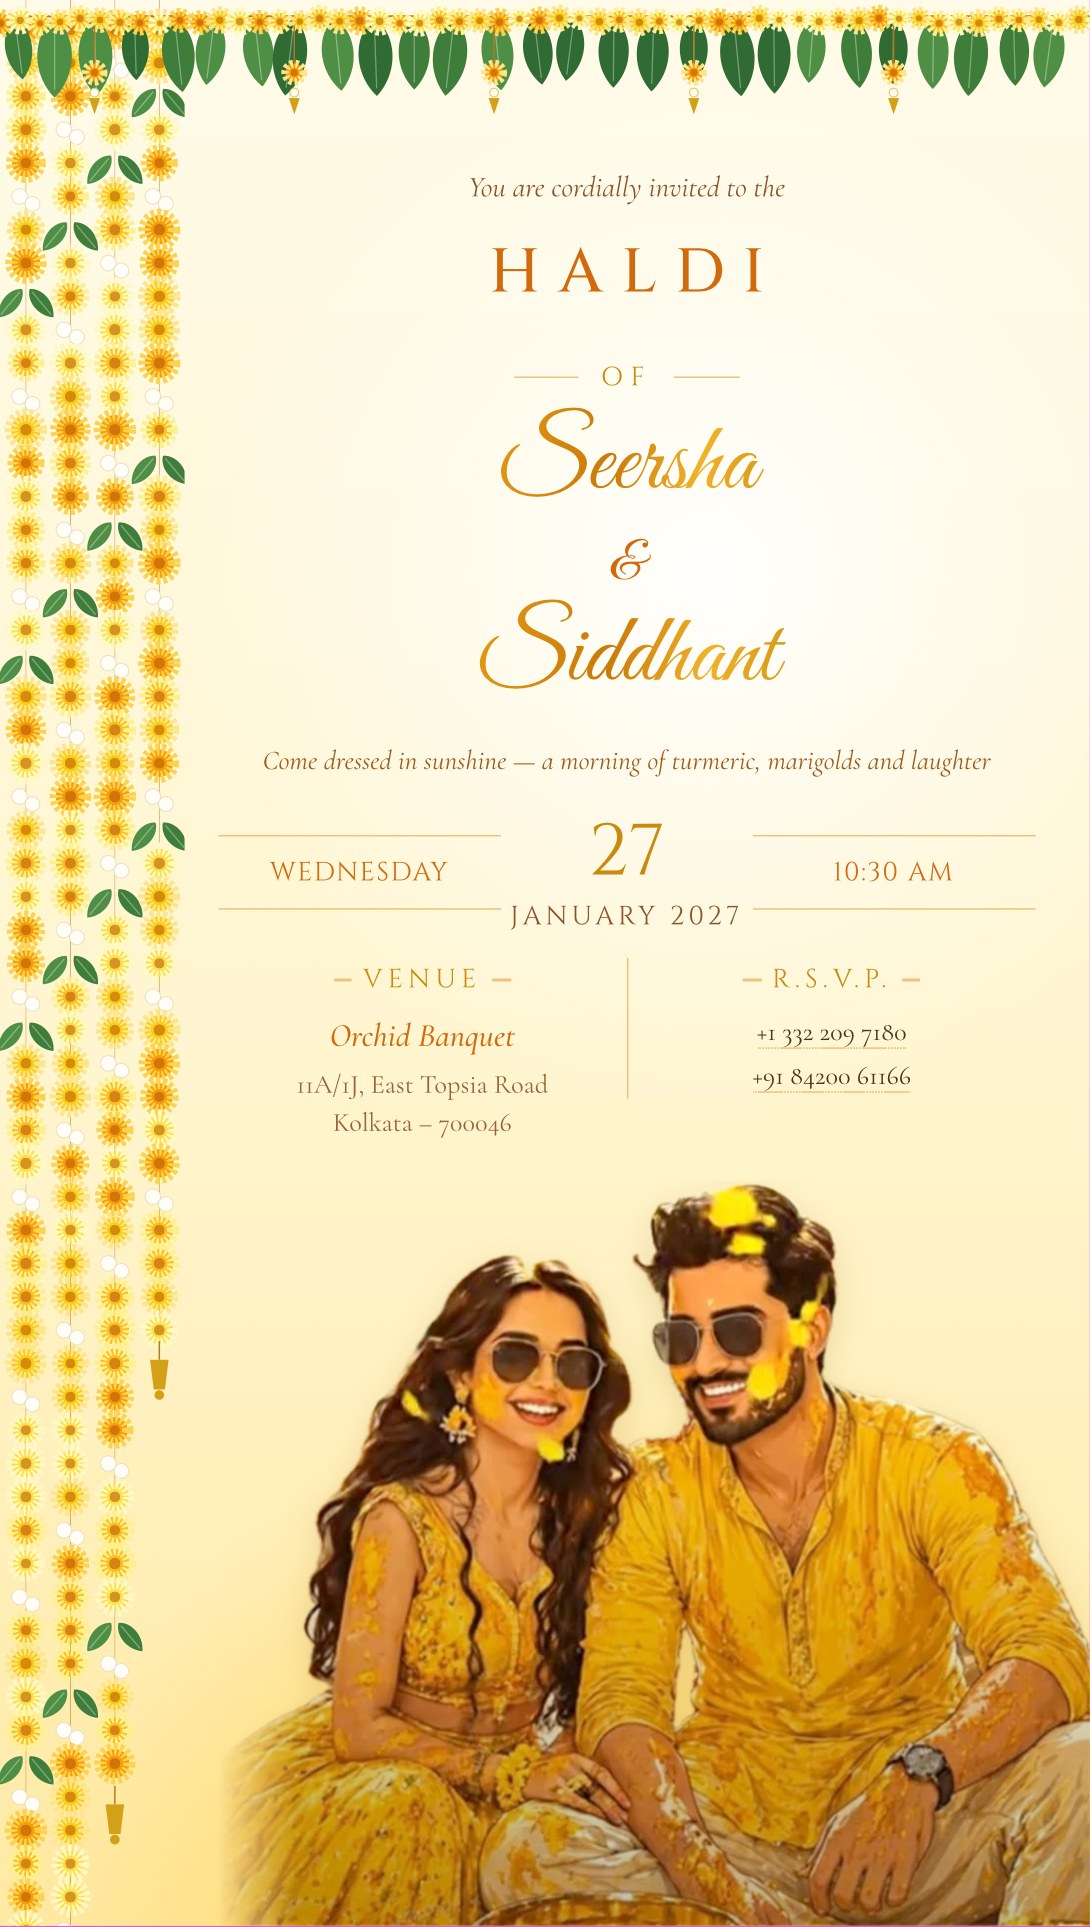 You are cordially invited to the
HALDI
OF
Seersha
&
Siddhant
Come dressed in sunshine — a morning of turmeric, marigolds and laughter
WEDNESDAY
27
JANUARY 2027
10:30 AM
VENUE
Orchid Banquet
11A/1J, East Topsia Road
Kolkata – 700046
R.S.V.P.
+1 332 209 7180
+91 84200 61166